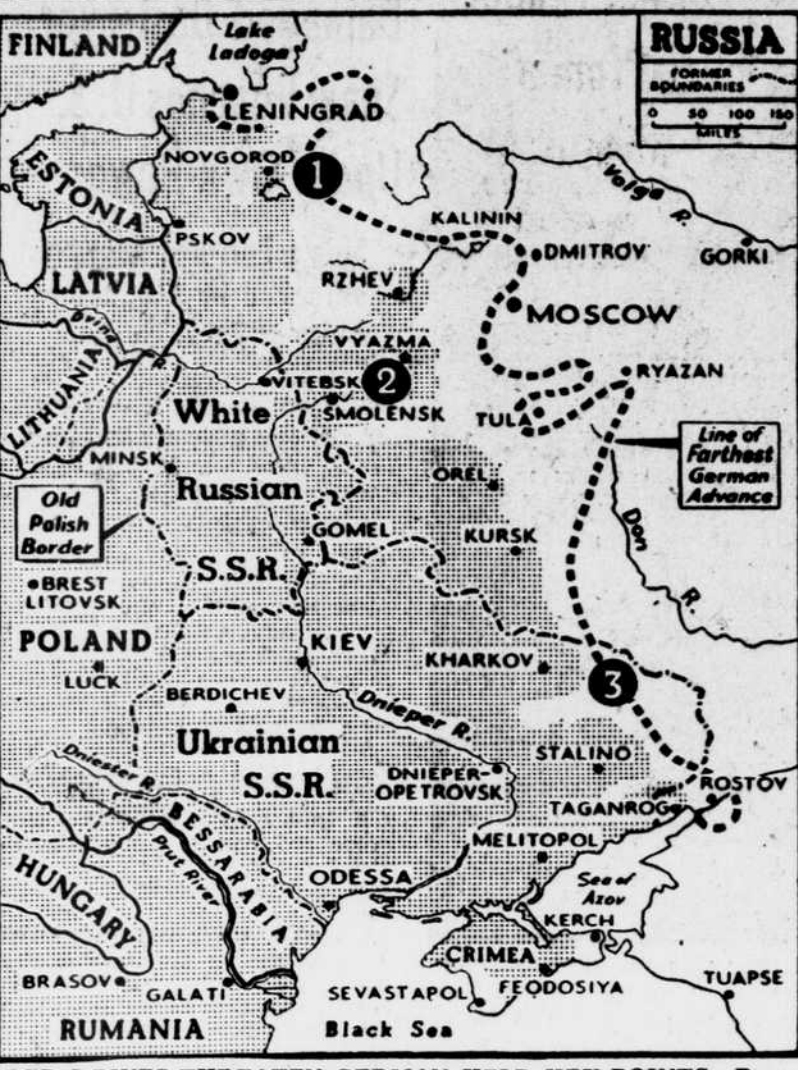 FINLAND
Lake
Ladoga
RUSSIA
FORMER
BOUNDARIES
0 50 100 150
MILES
LENINGRAD
NOVGOROD
1
ESTONIA
PSKOV
KALININ
Volga R.
DMITROV
GORKI
LATVIA
RZHEV
MOSCOW
VYAZMA
LITHUANIA
VITEBSK
2
RYAZAN
White
SMOLENSK
TULA
Line of
Farthest
German
Advance
MINSK
Russian
OREL
Old
Polish
Border
GOMEL
KURSK
Don
R.
S.S.R.
BREST
LITOVSK
POLAND
KIEV
KHARKOV
3
LUCK
BERDICHEV
Dnieper R.
Ukrainian
S.S.R.
Dniester R.
STALINO
DNIEPER-
OPETROVSK
ROSTOV
TAGANROG
BESSARABIA
Prut River
MELITOPOL
HUNGARY
ODESSA
Sea of
Azov
KERCH
CRIMEA
BRASOV
GALATI
SEVASTAPOL
FEODOSIYA
TUAPSE
RUMANIA
Black Sea